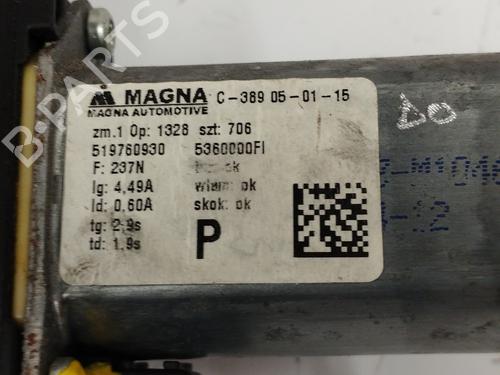 MAGNA C-389 05-01-15
MAGNA AUTOMOTIVE
zm.1 Op: 1328 szt: 706
519760930 5360000FI
F: 237N ok
Ig: 4,49A wlam: ok
Id: 0,60A skok: ok
tg: 2,9s
td: 1,9s
P